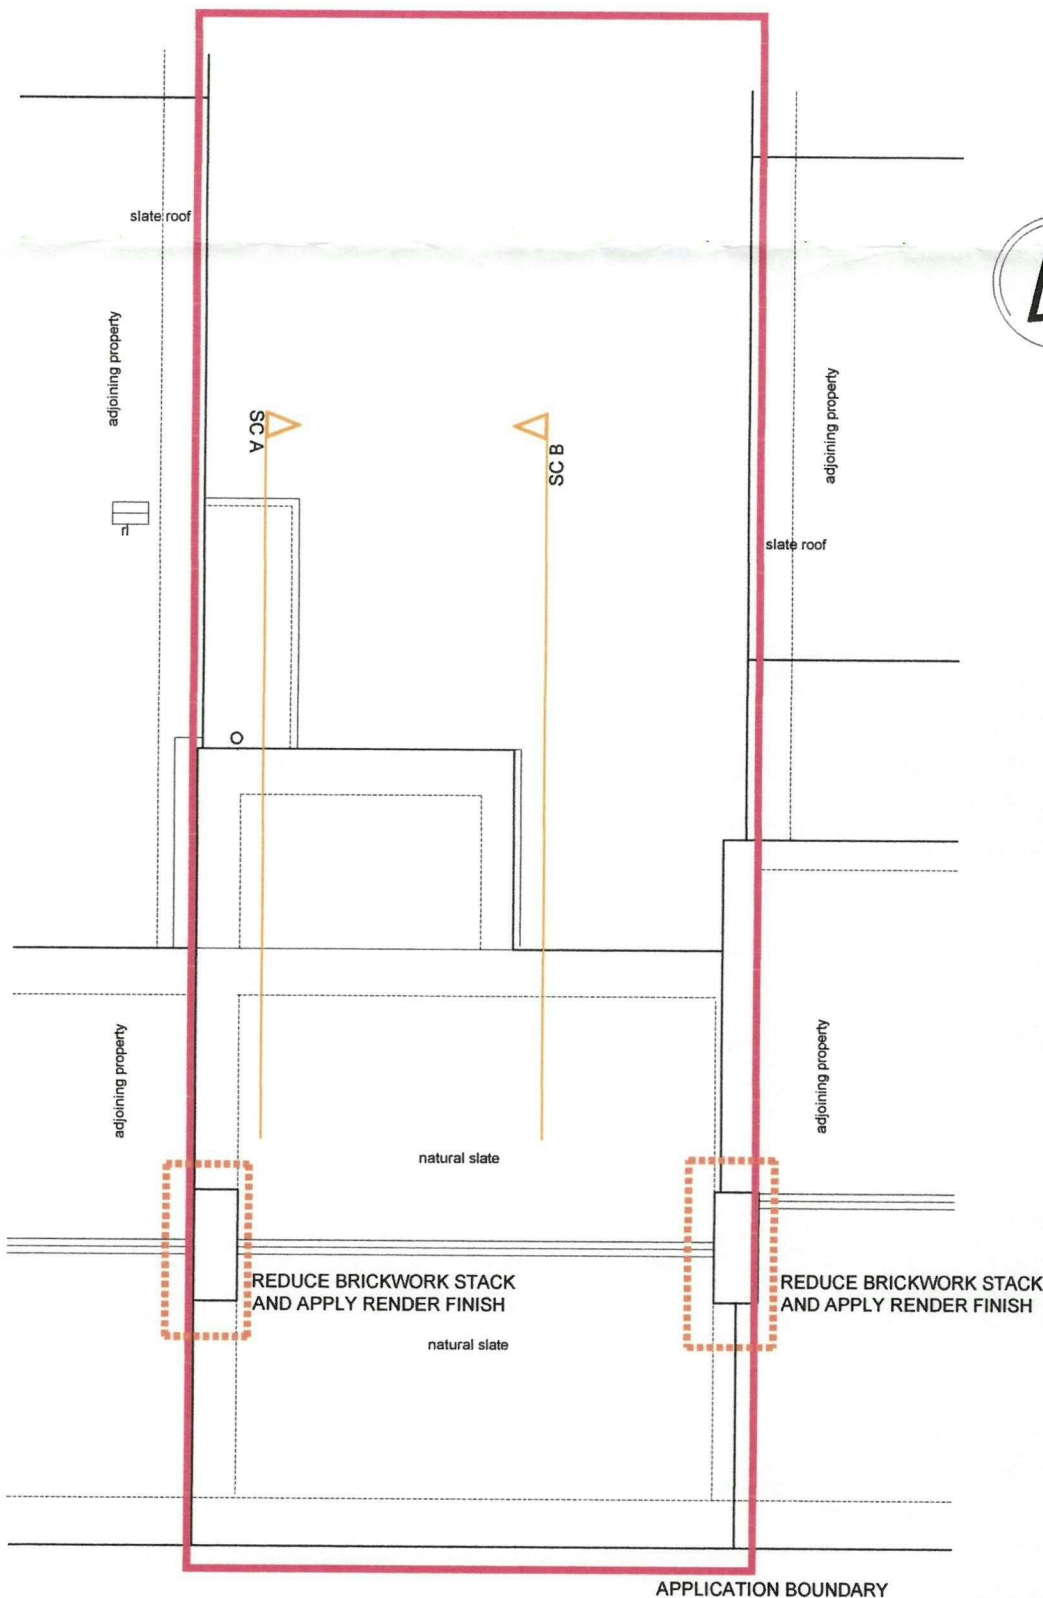 slate roof
adjoining property
adjoining property
SC A
SC B
rl
slate roof
adjoining property
adjoining property
natural slate
REDUCE BRICKWORK STACK
AND APPLY RENDER FINISH
REDUCE BRICKWORK STACK
AND APPLY RENDER FINISH
natural slate
APPLICATION BOUNDARY